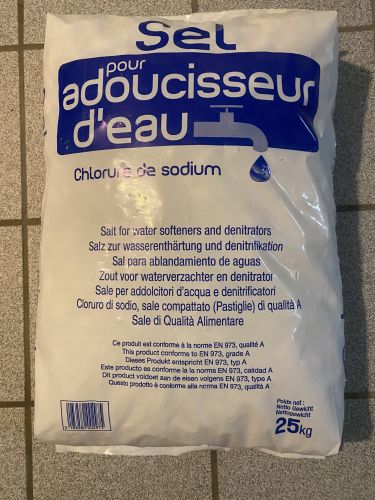 Sel
pour
adoucisseur
d'eau
Chlorure de sodium
Salt for water softeners and denitrators
Salz zur wasserenthärtung und denitnfikation
Sal para ablandamiento de aguas
Zout voor waterverzachter en denitrator
Sale per addolcitori d'acqua e denitrificatori
Cloruro di sodio, sale compattato (Pastiglie) di qualità A
Sale di Qualità Alimentare
Ce produit est conforme à la norme EN 973, qualité A
This product conforms to EN 973, grade A
Dieses Produkt entspricht EN 973, typ A
Este producto es conforme la norme EN 973, calidad A
Dit product voldoet aan de eisen volgens EN 973, type A
Questo prodotto è conforme alla norma EN 973, qualità A
Poids net :
Netto Gewicht
Nettogewicht
25kg